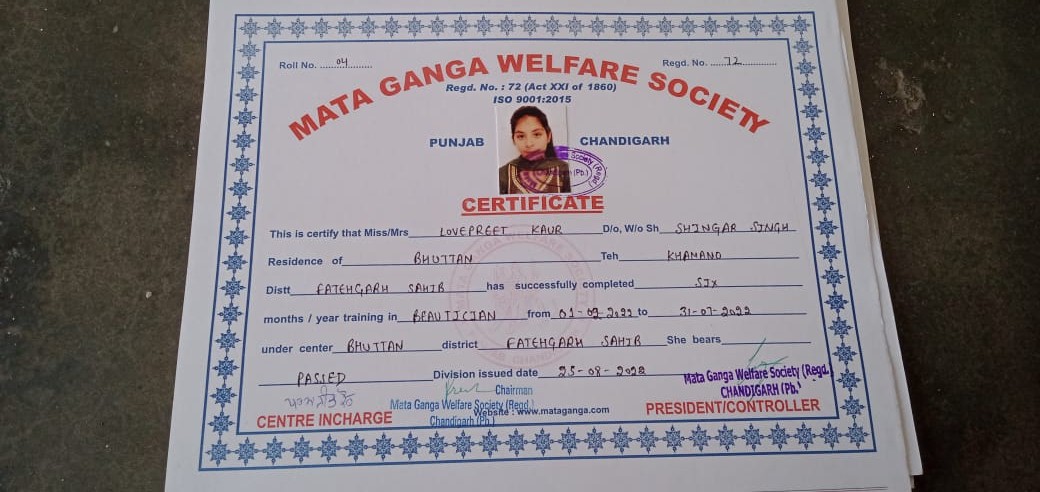 Roll No. ......04......... Regd. No. ......72............
MATA GANGA WELFARE SOCIETY
Regd. No. : 72 (Act XXI of 1860)
ISO 9001:2015
PUNJAB CHANDIGARH
Society (Regd.)
(Pb.)
CERTIFICATE
This is certify that Miss/Mrs LOVEPREET KAUR D/o, W/o Sh SHINGAR SINGH
Residence of BHUTTAN Teh KHAMANO
Distt FATEHGARH SAHIB has successfully completed SIX
months / year training in BEAUTICIAN from 01-02-2022 to 31-07-2022
under center BHUTTAN district FATEHGARH SAHIB She bears
PASSED Division issued date 25-08-2022
Chairman
Mata Ganga Welfare Society (Regd.)
Chandigarh (Pb.)
Mata Ganga Welfare Society (Regd.
CHANDIGARH (Pb.)
Website : www.mataganga.com
CENTRE INCHARGE PRESIDENT/CONTROLLER